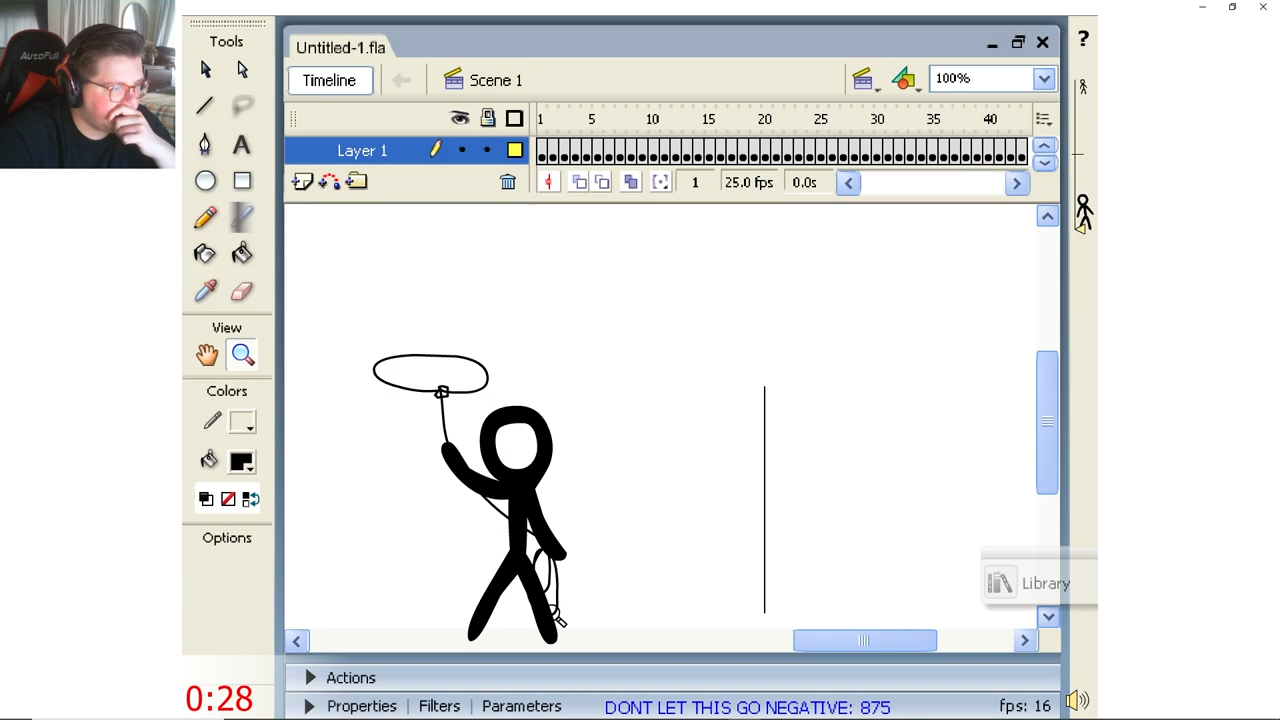 AutoFull
Tools
Untitled-1.fla
?
Timeline
Scene 1
100%
1 5 10 15 20 25 30 35 40
Layer 1
1 25.0 fps 0.0s
A
View
Colors
Options
Library
Actions
0:28
Properties Filters Parameters DONT LET THIS GO NEGATIVE: 875 fps: 16